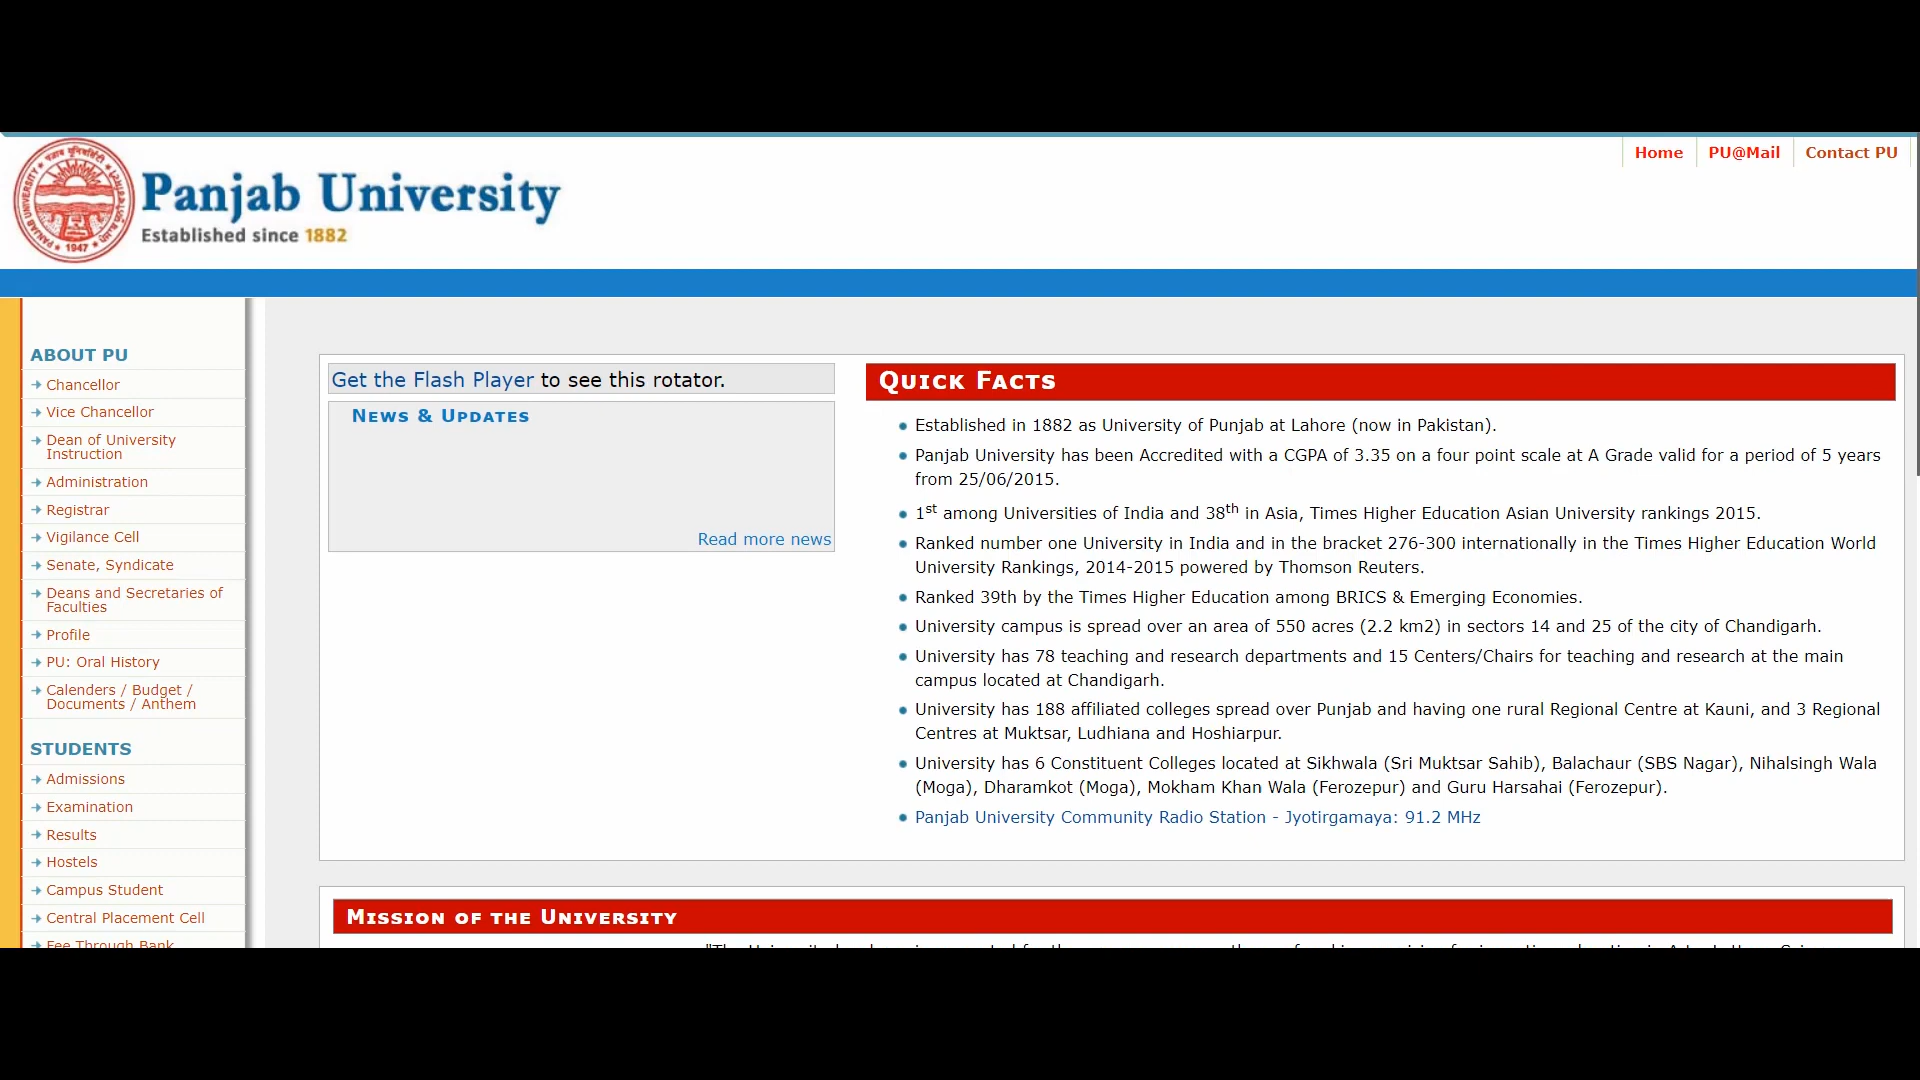 Home PU@Mail Contact PU
Panjab University
Established since 1882
1947
ABOUT PU
Chancellor
Vice Chancellor
Dean of University
Instruction
Administration
Registrar
Vigilance Cell
Senate, Syndicate
Deans and Secretaries of
Faculties
Profile
PU: Oral History
Calenders / Budget /
Documents / Anthem
STUDENTS
Admissions
Examination
Results
Hostels
Campus Student
Central Placement Cell
Fee Through Bank
Get the Flash Player to see this rotator.
News & Updates
Read more news
Quick Facts
Established in 1882 as University of Punjab at Lahore (now in Pakistan).
Panjab University has been Accredited with a CGPA of 3.35 on a four point scale at A Grade valid for a period of 5 years
from 25/06/2015.
1st among Universities of India and 38th in Asia, Times Higher Education Asian University rankings 2015.
Ranked number one University in India and in the bracket 276-300 internationally in the Times Higher Education World
University Rankings, 2014-2015 powered by Thomson Reuters.
Ranked 39th by the Times Higher Education among BRICS & Emerging Economies.
University campus is spread over an area of 550 acres (2.2 km2) in sectors 14 and 25 of the city of Chandigarh.
University has 78 teaching and research departments and 15 Centers/Chairs for teaching and research at the main
campus located at Chandigarh.
University has 188 affiliated colleges spread over Punjab and having one rural Regional Centre at Kauni, and 3 Regional
Centres at Muktsar, Ludhiana and Hoshiarpur.
University has 6 Constituent Colleges located at Sikhwala (Sri Muktsar Sahib), Balachaur (SBS Nagar), Nihalsingh Wala
(Moga), Dharamkot (Moga), Mokham Khan Wala (Ferozepur) and Guru Harsahai (Ferozepur).
Panjab University Community Radio Station - Jyotirgamaya: 91.2 MHz
Mission of the University